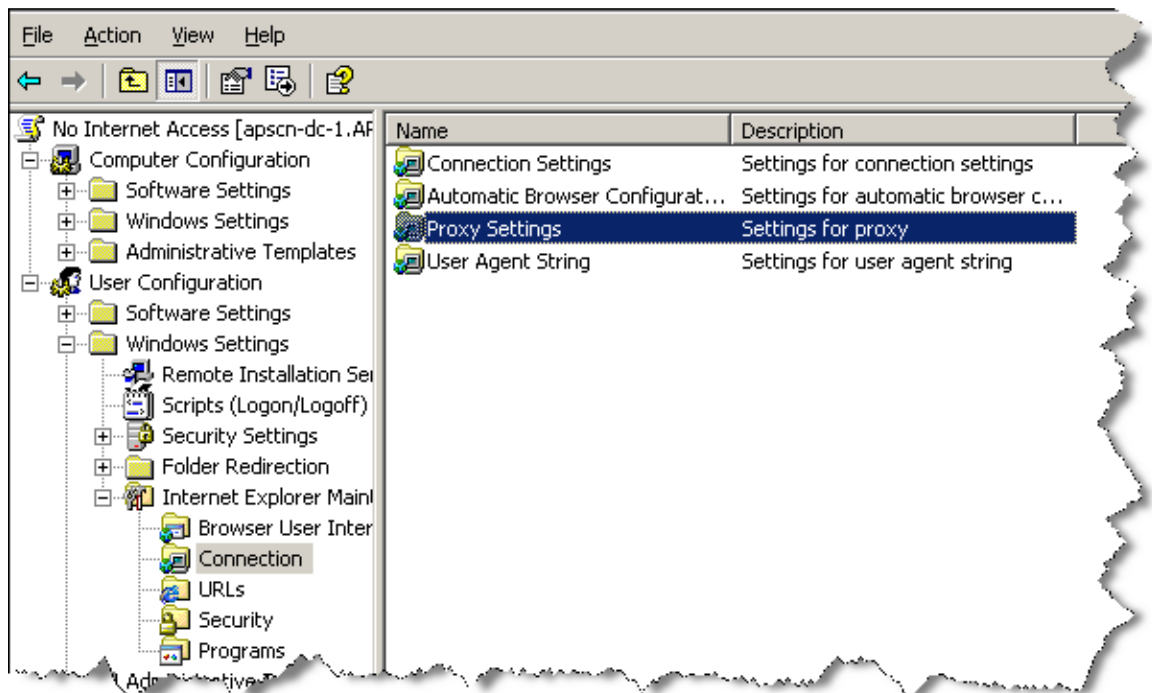 File Action View Help
No Internet Access [apscn-dc-1.AP
Computer Configuration
Software Settings
Windows Settings
Administrative Templates
User Configuration
Software Settings
Windows Settings
Remote Installation Ser
Scripts (Logon/Logoff)
Security Settings
Folder Redirection
Internet Explorer Maint
Browser User Inter
Connection
URLs
Security
Programs
Name Description
Connection Settings Settings for connection settings
Automatic Browser Configurat... Settings for automatic browser c...
Proxy Settings Settings for proxy
User Agent String Settings for user agent string